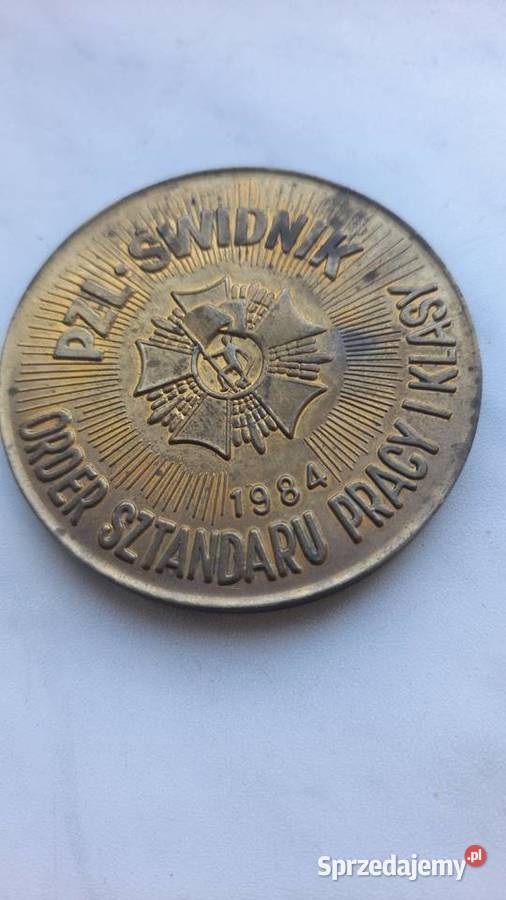 PZL · ŚWIDNIK
1984
ORDER SZTANDARU PRACY I KLASY
Sprzedajemy.pl